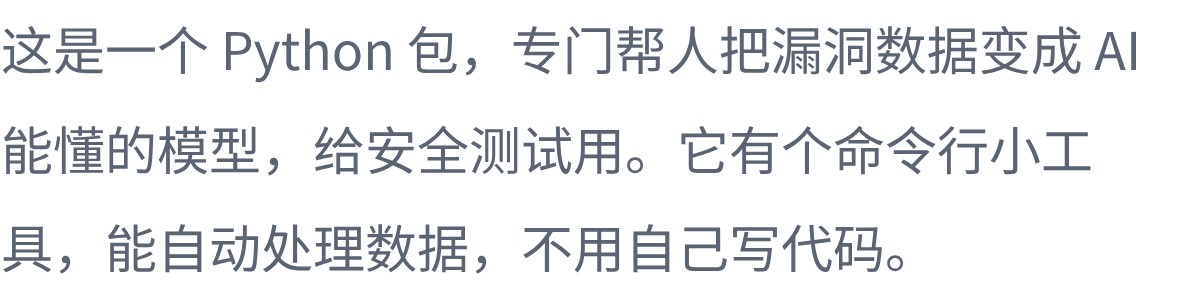 这是一个 Python 包，专门帮人把漏洞数据变成 AI
能懂的模型，给安全测试用。它有个命令行小工
具，能自动处理数据，不用自己写代码。